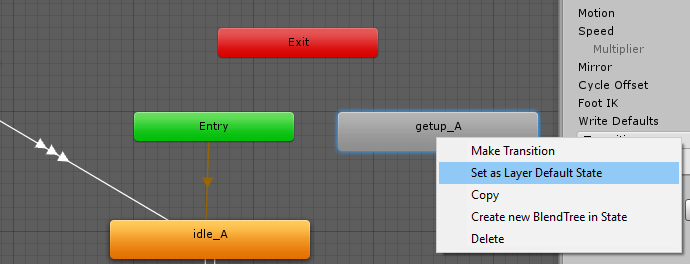 Exit
Entry
getup_A
idle_A
Make Transition
Set as Layer Default State
Copy
Create new BlendTree in State
Delete
Motion
Speed
Multiplier
Mirror
Cycle Offset
Foot IK
Write Defaults